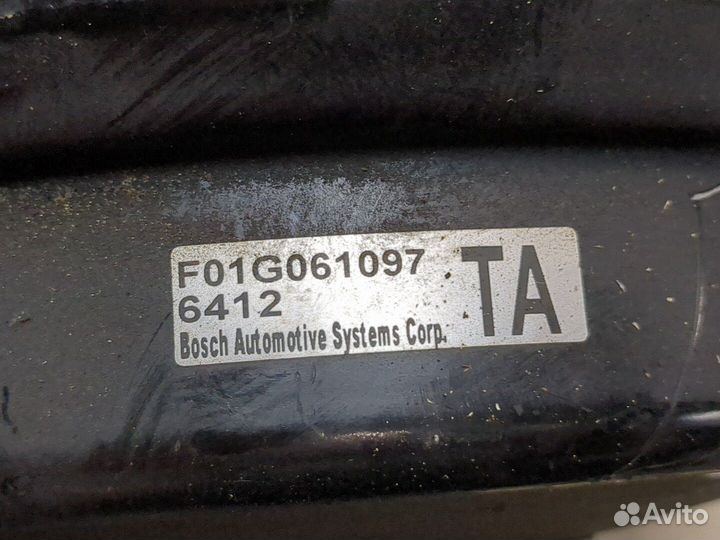 F01G061097
6412
TA
Bosch Automotive Systems Corp.
Avito